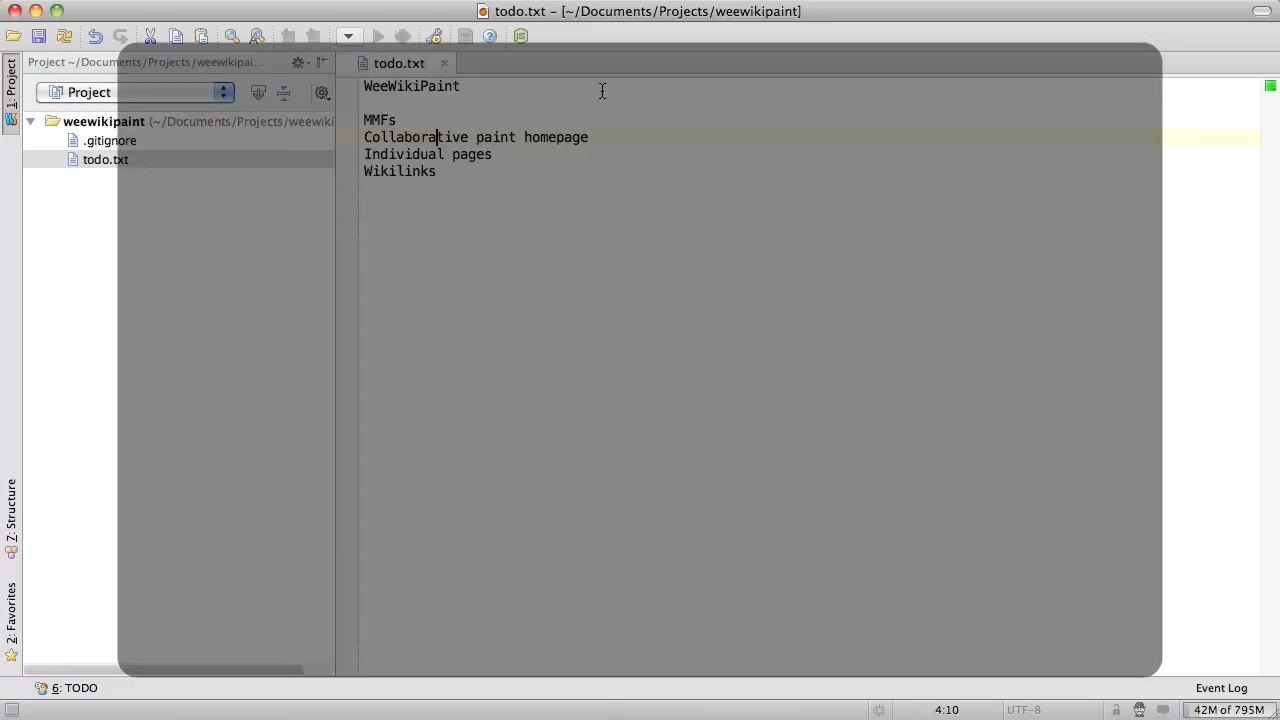 todo.txt – [~/Documents/Projects/weewikipaint]
Project ~/Documents/Projects/weewikipai...
todo.txt
1: Project
Project
weewikipaint (~/Documents/Projects/weewiki
.gitignore
todo.txt
WeeWikiPaint
MMFs
Collaborative paint homepage
Individual pages
Wikilinks
Z: Structure
2: Favorites
6: TODO
Event Log
4:10
UTF-8
42M of 795M